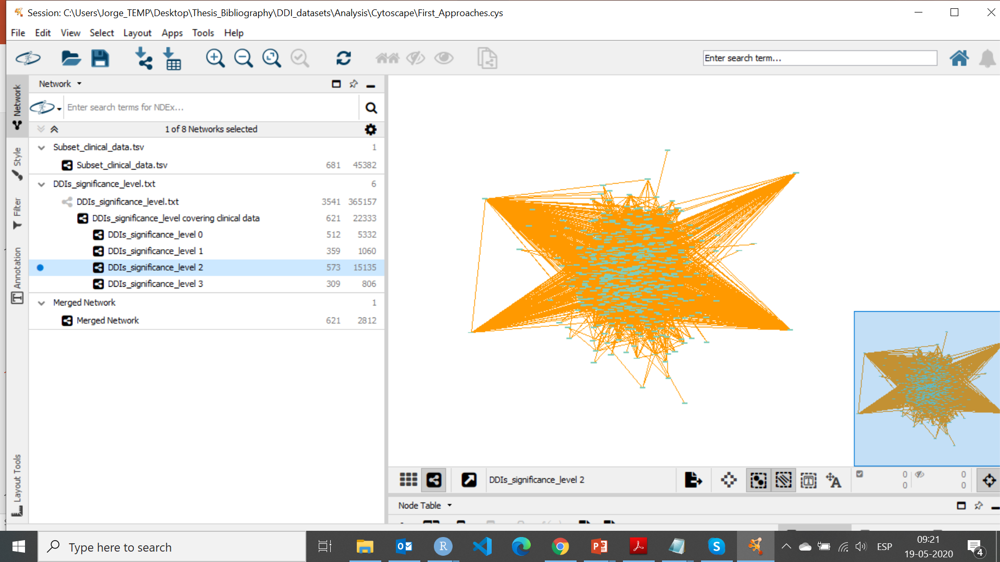 Session: C:\Users\Jorge_TEMP\Desktop\Thesis_Bibliography\DDI_datasets\Analysis\Cytoscape\First_Approaches.cys
File Edit View Select Layout Apps Tools Help
Enter search term...
Network
Style
Filter
Annotation
Layout Tools
Network
Enter search terms for NDEx...
1 of 8 Networks selected
Subset_clinical_data.tsv 1
Subset_clinical_data.tsv 681 45382
DDIs_significance_level.txt 6
DDIs_significance_level.txt 3541 365157
DDIs_significance_level covering clinical data 621 22333
DDIs_significance_level 0 512 5332
DDIs_significance_level 1 359 1060
DDIs_significance_level 2 573 15135
DDIs_significance_level 3 309 806
Merged Network 1
Merged Network 621 2812
DDIs_significance_level 2
0 0
0 0
Node Table
Type here to search
ESP
09:21
19-05-2020
4